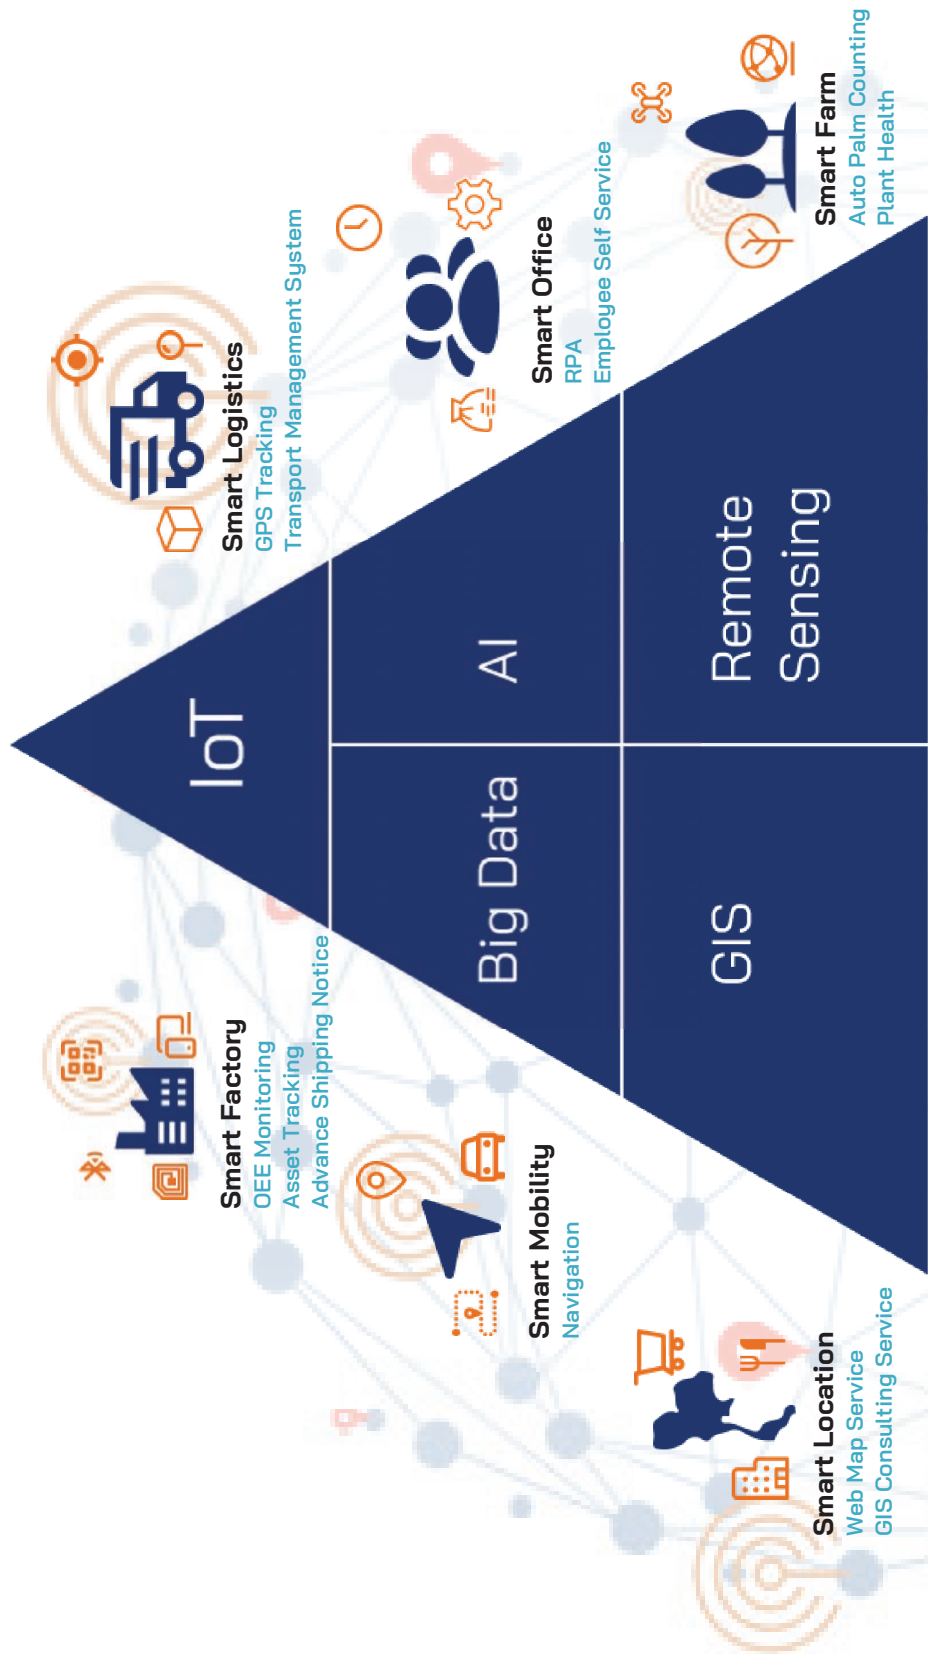 IoT
Big Data
AI
GIS
Remote
Sensing
Smart Factory
OEE Monitoring
Asset Tracking
Advance Shipping Notice
Smart Mobility
Navigation
Smart Location
Web Map Service
GIS Consulting Service
Smart Logistics
GPS Tracking
Transport Management System
Smart Office
RPA
Employee Self Service
Smart Farm
Auto Palm Counting
Plant Health